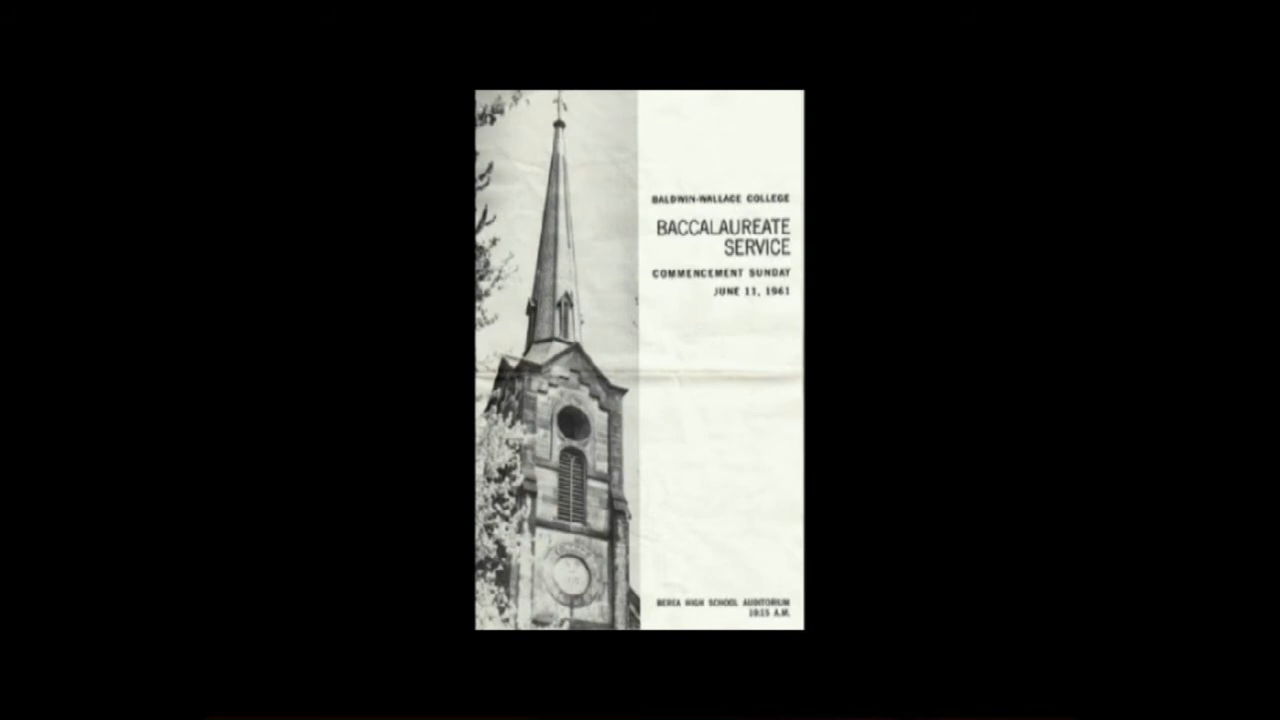 BALDWIN-WALLACE COLLEGE
BACCALAUREATE
SERVICE
COMMENCEMENT SUNDAY
JUNE 11, 1961
BEREA HIGH SCHOOL AUDITORIUM
10:15 A.M.